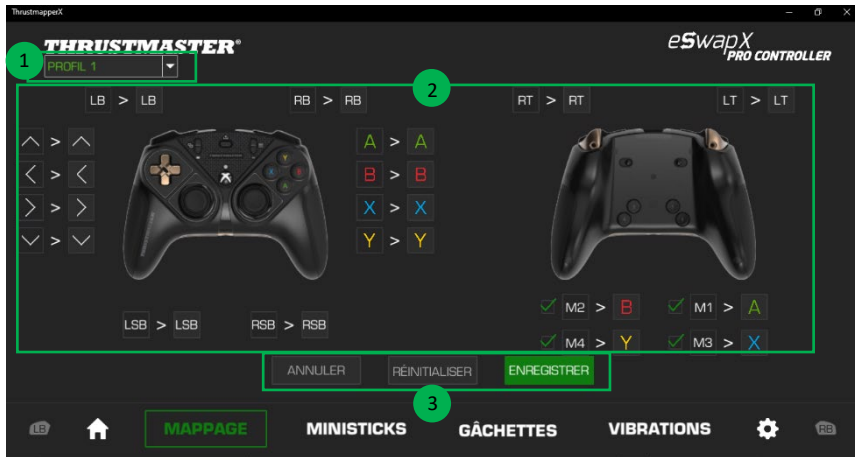 ThrustmapperX
THRUSTMASTER®
eSwapX
PRO CONTROLLER
1
PROFIL 1
2
LB > LB
RB > RB
RT > RT
LT > LT
A > A
B > B
X > X
Y > Y
LSB > LSB
RSB > RSB
M2 > B
M1 > A
M4 > Y
M3 > X
ANNULER
RÉINITIALISER
ENREGISTRER
3
LB
MAPPAGE
MINISTICKS
GÂCHETTES
VIBRATIONS
RB